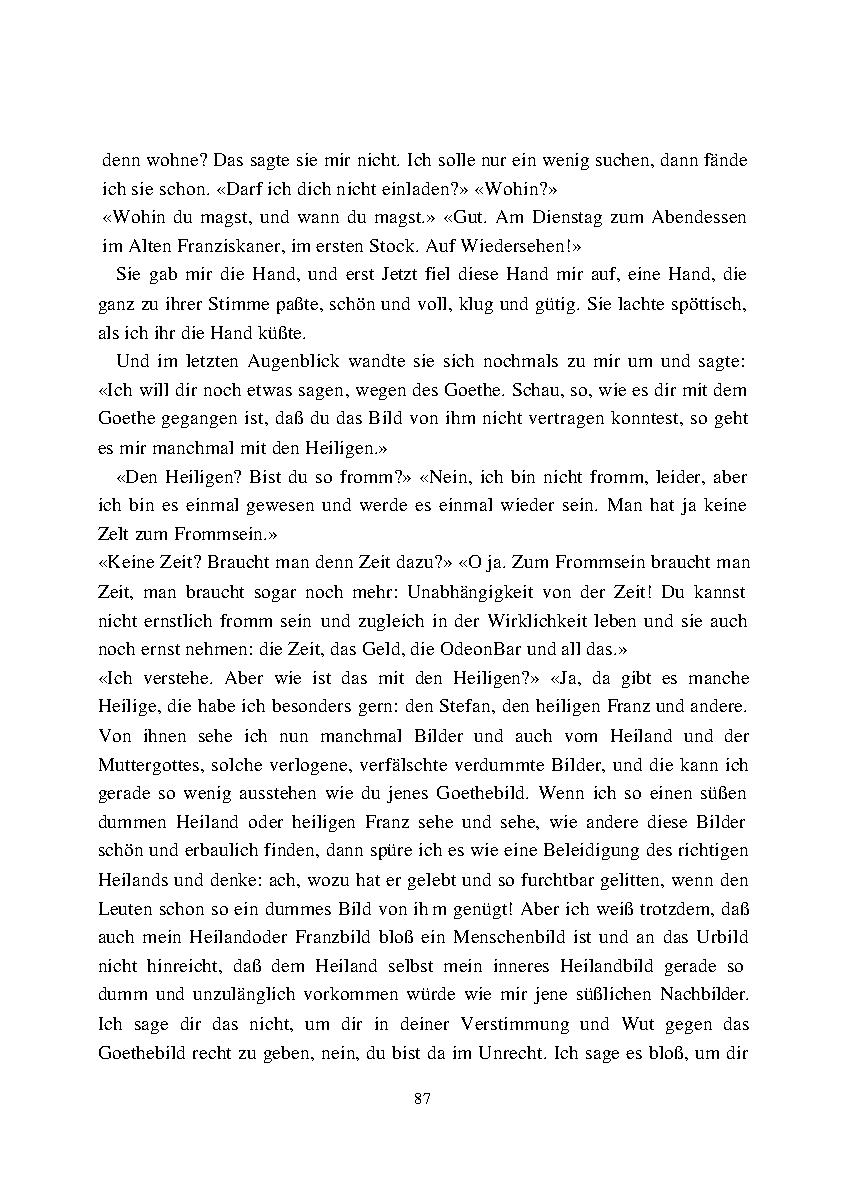 denn wohne? Das sagte sie mir nicht. Ich solle nur ein wenig suchen, dann fände
ich sie schon. «Darf ich dich nicht einladen?» «Wohin?»
«Wohin du magst, und wann du magst.» «Gut. Am Dienstag zum Abendessen
im Alten Franziskaner, im ersten Stock. Auf Wiedersehen!»
Sie gab mir die Hand, und erst Jetzt fiel diese Hand mir auf, eine Hand, die
ganz zu ihrer Stimme paßte, schön und voll, klug und gütig. Sie lachte spöttisch,
als ich ihr die Hand küßte.
Und im letzten Augenblick wandte sie sich nochmals zu mir um und sagte:
«Ich will dir noch etwas sagen, wegen des Goethe. Schau, so, wie es dir mit dem
Goethe gegangen ist, daß du das Bild von ihm nicht vertragen konntest, so geht
es mir manchmal mit den Heiligen.»
«Den Heiligen? Bist du so fromm?» «Nein, ich bin nicht fromm, leider, aber
ich bin es einmal gewesen und werde es einmal wieder sein. Man hat ja keine
Zelt zum Frommsein.»
«Keine Zeit? Braucht man denn Zeit dazu?» «O ja. Zum Frommsein braucht man
Zeit, man braucht sogar noch mehr: Unabhängigkeit von der Zeit! Du kannst
nicht ernstlich fromm sein und zugleich in der Wirklichkeit leben und sie auch
noch ernst nehmen: die Zeit, das Geld, die OdeonBar und all das.»
«Ich verstehe. Aber wie ist das mit den Heiligen?» «Ja, da gibt es manche
Heilige, die habe ich besonders gern: den Stefan, den heiligen Franz und andere.
Von ihnen sehe ich nun manchmal Bilder und auch vom Heiland und der
Muttergottes, solche verlogene, verfälschte verdummte Bilder, und die kann ich
gerade so wenig ausstehen wie du jenes Goethebild. Wenn ich so einen süßen
dummen Heiland oder heiligen Franz sehe und sehe, wie andere diese Bilder
schön und erbaulich finden, dann spüre ich es wie eine Beleidigung des richtigen
Heilands und denke: ach, wozu hat er gelebt und so furchtbar gelitten, wenn den
Leuten schon so ein dummes Bild von ih m genügt! Aber ich weiß trotzdem, daß
auch mein Heilandoder Franzbild bloß ein Menschenbild ist und an das Urbild
nicht hinreicht, daß dem Heiland selbst mein inneres Heilandbild gerade so
dumm und unzulänglich vorkommen würde wie mir jene süßlichen Nachbilder.
Ich sage dir das nicht, um dir in deiner Verstimmung und Wut gegen das
Goethebild recht zu geben, nein, du bist da im Unrecht. Ich sage es bloß, um dir
87